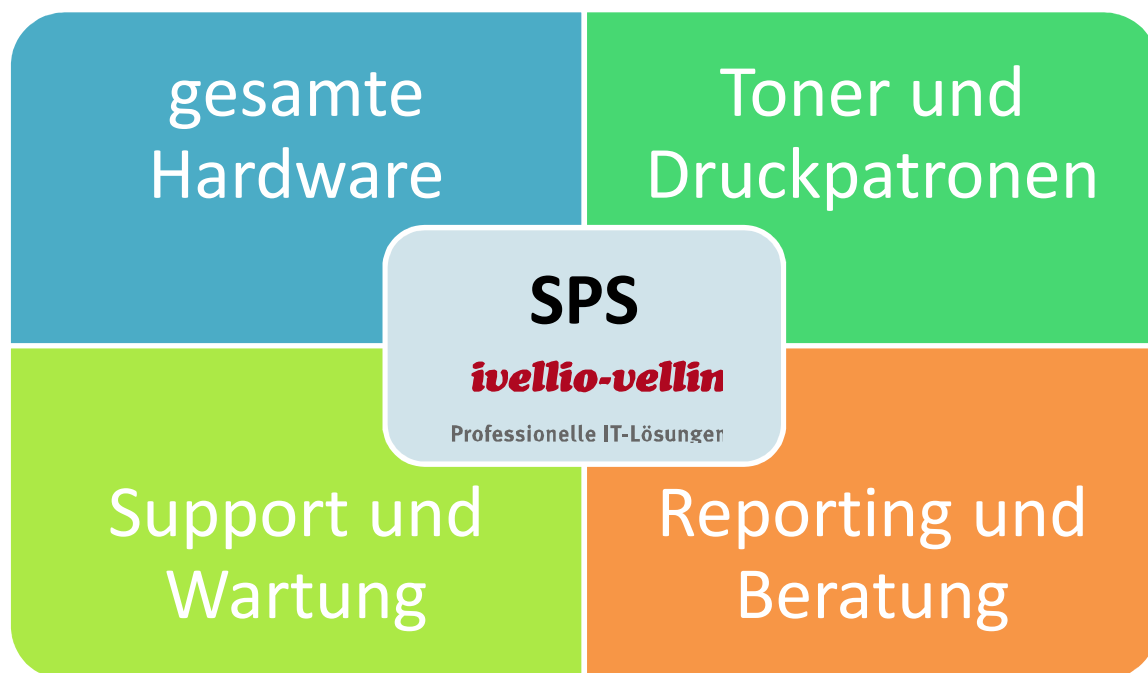 gesamte
Hardware
Toner und
Druckpatronen
SPS
ivellio-vellin
Professionelle IT-Lösungen
Support und
Wartung
Reporting und
Beratung